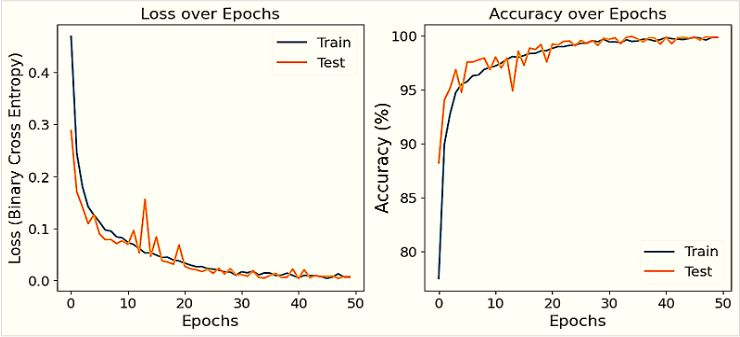 Loss over Epochs
Loss (Binary Cross Entropy)
0.4
0.3
0.2
0.1
0.0
Train
Test
0 10 20 30 40 50
Epochs
Accuracy over Epochs
Accuracy (%)
100
95
90
85
80
Train
Test
0 10 20 30 40 50
Epochs